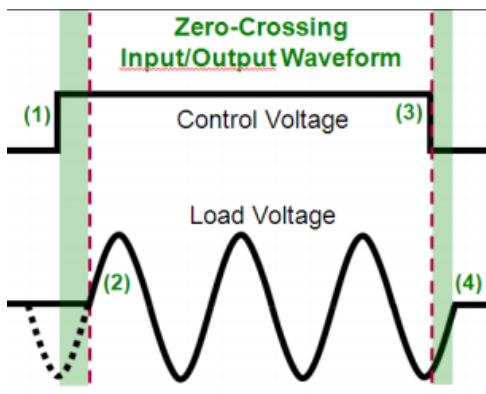 Zero-Crossing
Input/Output Waveform
(1)
Control Voltage
(3)
Load Voltage
(2)
(4)